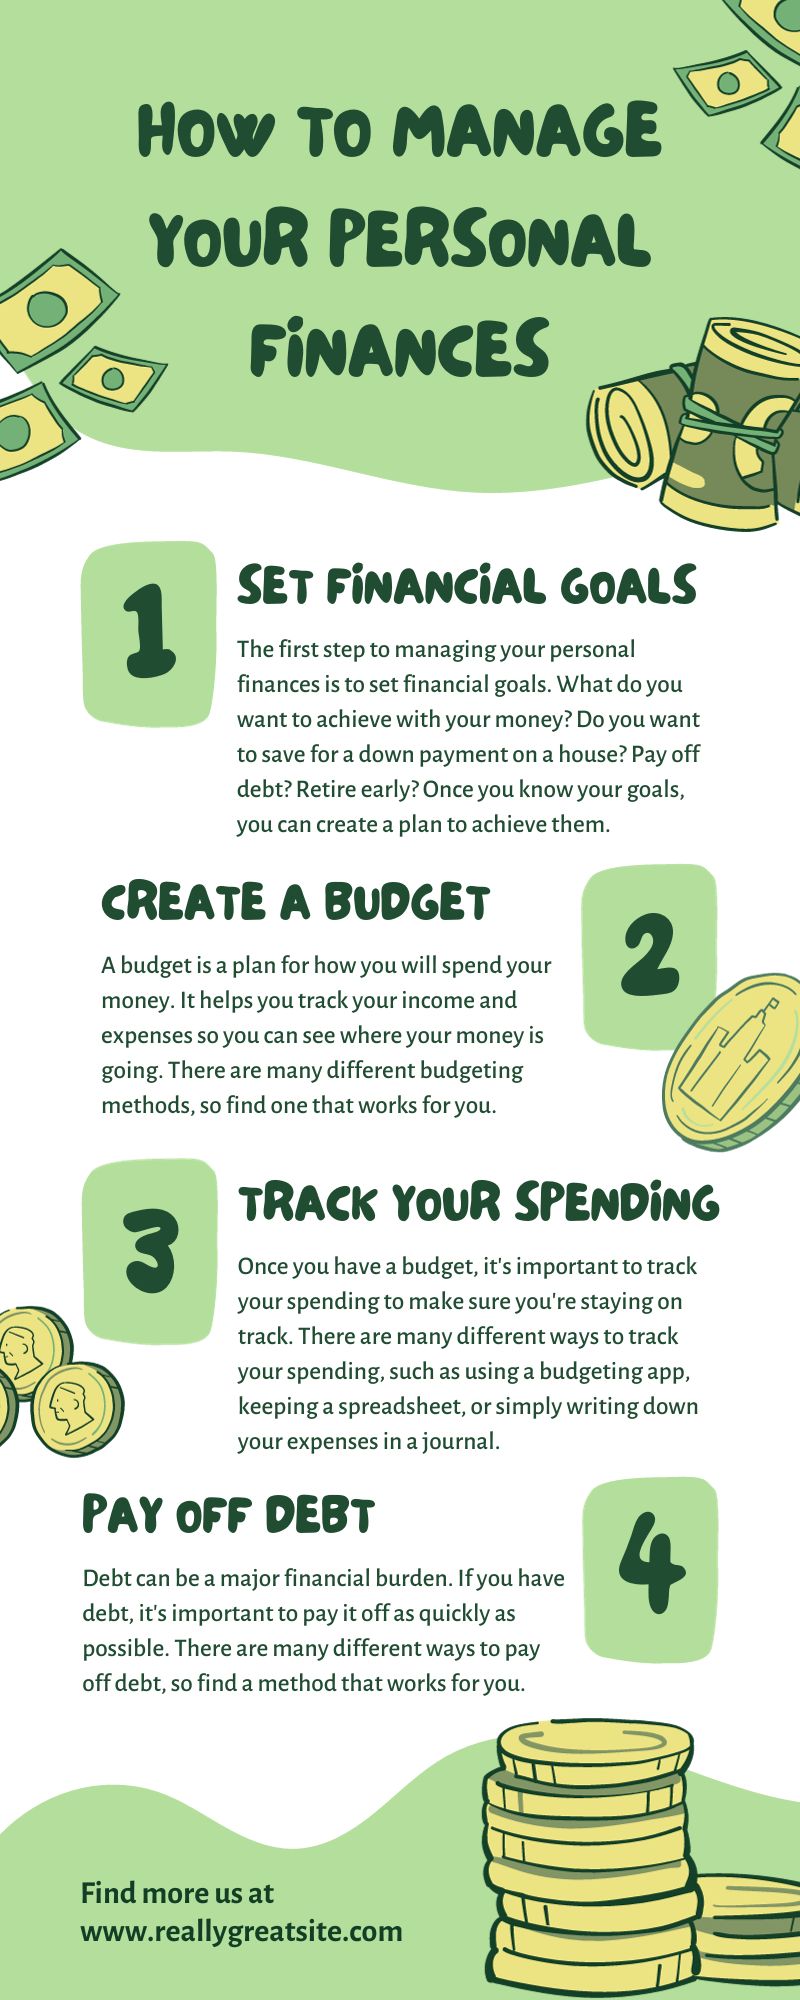 HOW TO MANAGE
YOUR PERSONAL
FINANCES
1
SET FINANCIAL GOALS
The first step to managing your personal
finances is to set financial goals. What do you
want to achieve with your money? Do you want
to save for a down payment on a house? Pay off
debt? Retire early? Once you know your goals,
you can create a plan to achieve them.
CREATE A BUDGET
2
A budget is a plan for how you will spend your
money. It helps you track your income and
expenses so you can see where your money is
going. There are many different budgeting
methods, so find one that works for you.
3
TRACK YOUR SPENDING
Once you have a budget, it's important to track
your spending to make sure you're staying on
track. There are many different ways to track
your spending, such as using a budgeting app,
keeping a spreadsheet, or simply writing down
your expenses in a journal.
PAY OFF DEBT
4
Debt can be a major financial burden. If you have
debt, it's important to pay it off as quickly as
possible. There are many different ways to pay
off debt, so find a method that works for you.
Find more us at
www.reallygreatsite.com